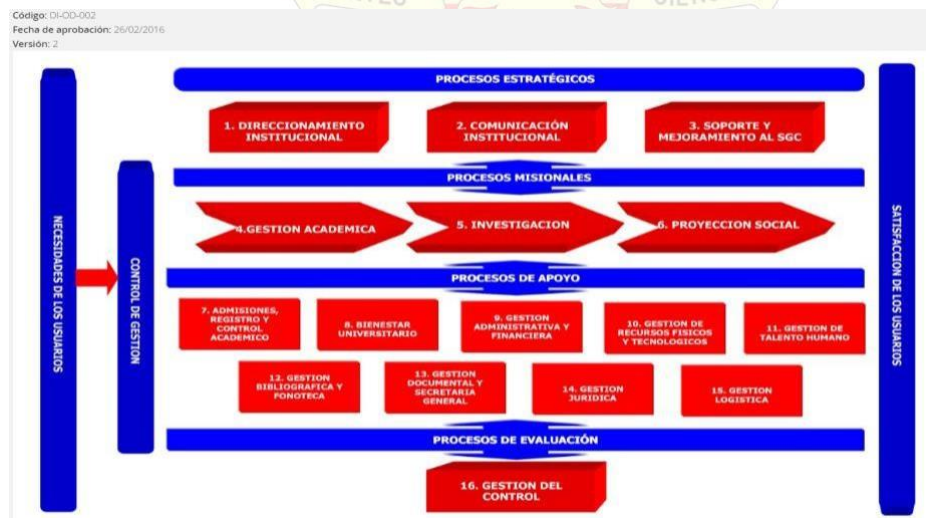 Código: DI-OD-002
Fecha de aprobación: 26/02/2016
Versión: 2
PROCESOS ESTRATÉGICOS
1. DIRECCIONAMIENTO
INSTITUCIONAL
2. COMUNICACIÓN
INSTITUCIONAL
3. SOPORTE Y
MEJORAMIENTO AL SGC
PROCESOS MISIONALES
4.GESTION ACADEMICA
5. INVESTIGACION
6. PROYECCION SOCIAL
PROCESOS DE APOYO
7. ADMISIONES,
REGISTRO Y
CONTROL
ACADEMICO
8. BIENESTAR
UNIVERSITARIO
9. GESTION
ADMINISTRATIVA Y
FINANCIERA
10. GESTION DE
RECURSOS FISICOS
Y TECNOLOGICOS
11. GESTION DE
TALENTO HUMANO
12. GESTION
BIBLIOGRAFICA Y
FONOTECA
13. GESTION
DOCUMENTAL Y
SECRETARIA
GENERAL
14. GESTION
JURIDICA
15. GESTION
LOGISTICA
PROCESOS DE EVALUACIÓN
16. GESTION DEL
CONTROL
NECESIDADES DE LOS USUARIOS
CONTROL DE GESTION
SATISFACCION DE LOS USUARIOS